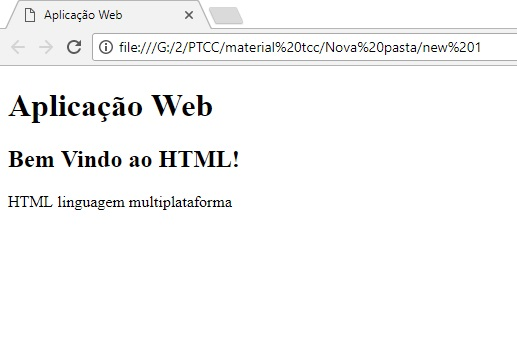 Aplicação Web
file:///G:/2/PTCC/material%20tcc/Nova%20pasta/new%201
Aplicação Web
Bem Vindo ao HTML!
HTML linguagem multiplataforma